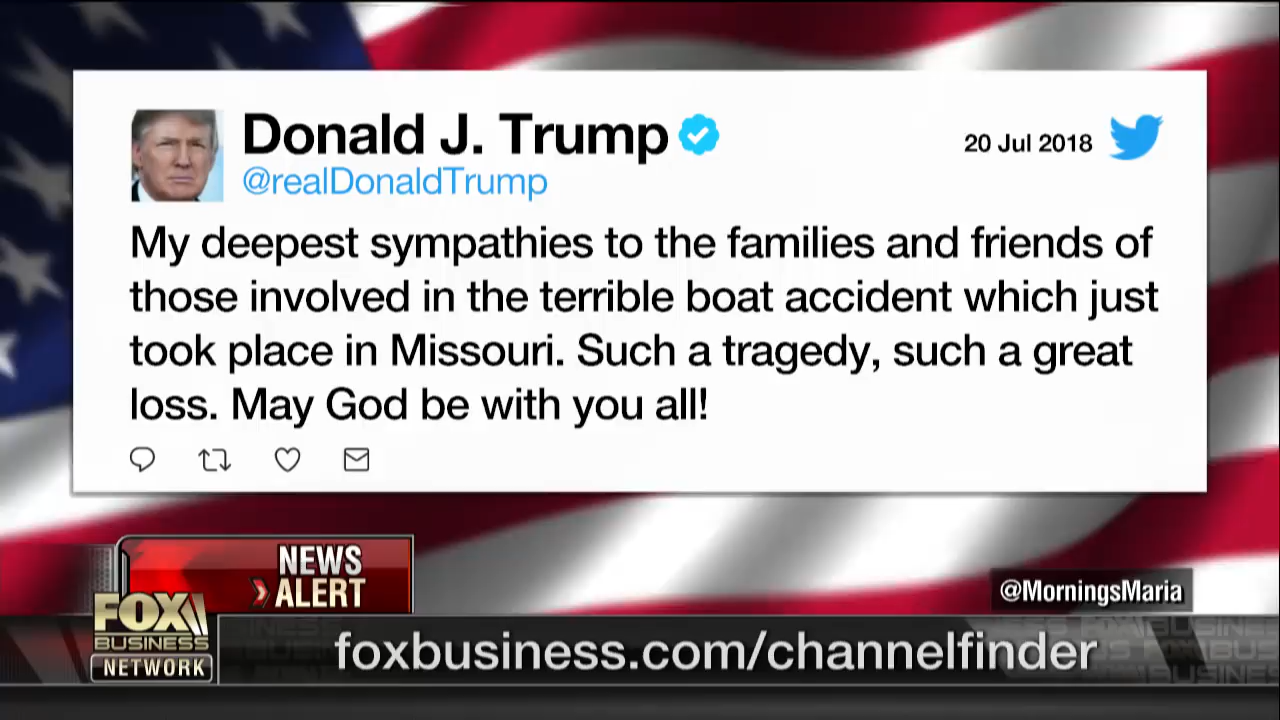 Donald J. Trump
@realDonaldTrump
20 Jul 2018
My deepest sympathies to the families and friends of
those involved in the terrible boat accident which just
took place in Missouri. Such a tragedy, such a great
loss. May God be with you all!
NEWS
ALERT
@MorningsMaria
FOX
BUSINESS
NETWORK
foxbusiness.com/channelfinder